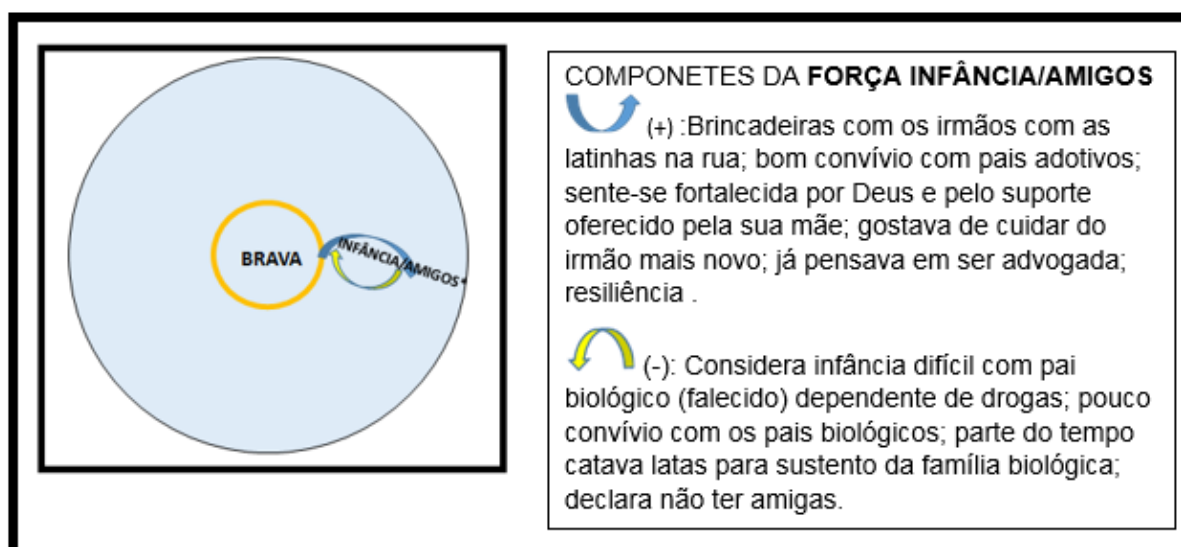 BRAVA
INFÂNCIA/AMIGOS*
COMPONETES DA FORÇA INFÂNCIA/AMIGOS
(+) :Brincadeiras com os irmãos com as
latinhas na rua; bom convívio com pais adotivos;
sente-se fortalecida por Deus e pelo suporte
oferecido pela sua mãe; gostava de cuidar do
irmão mais novo; já pensava em ser advogada;
resiliência .
(-): Considera infância difícil com pai
biológico (falecido) dependente de drogas; pouco
convívio com os pais biológicos; parte do tempo
catava latas para sustento da família biológica;
declara não ter amigas.